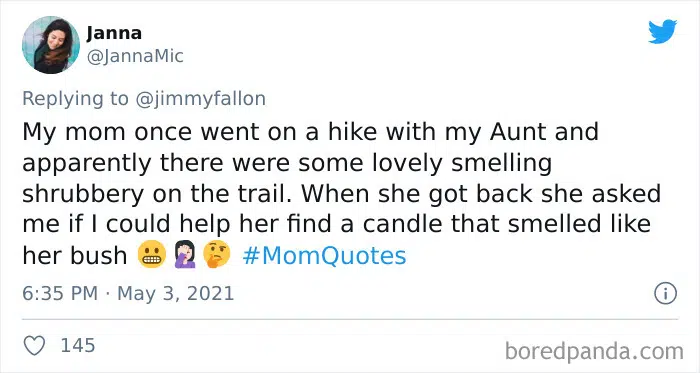 Janna
@JannaMic
Replying to @jimmyfallon
My mom once went on a hike with my Aunt and
apparently there were some lovely smelling
shrubbery on the trail. When she got back she asked
me if I could help her find a candle that smelled like
her bush 😬🤦🏻‍♀️🤔 #MomQuotes
6:35 PM · May 3, 2021
145
boredpanda.com